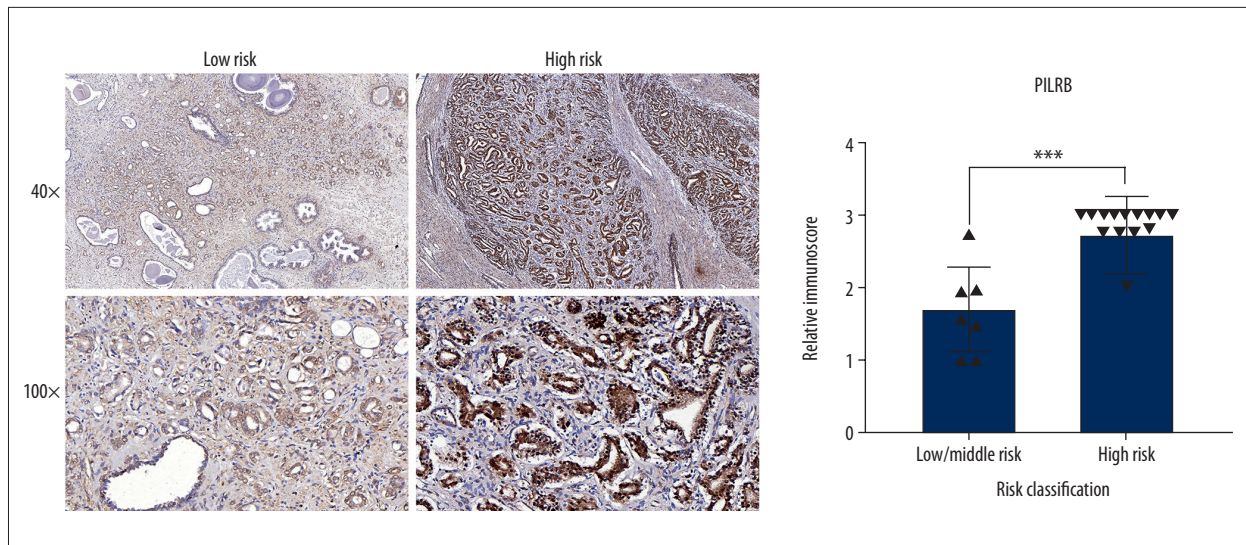 Low risk
High risk
40×
100×
PILRB
4
***
3
2
1
0
Relative immunoscore
Low/middle risk
High risk
Risk classification